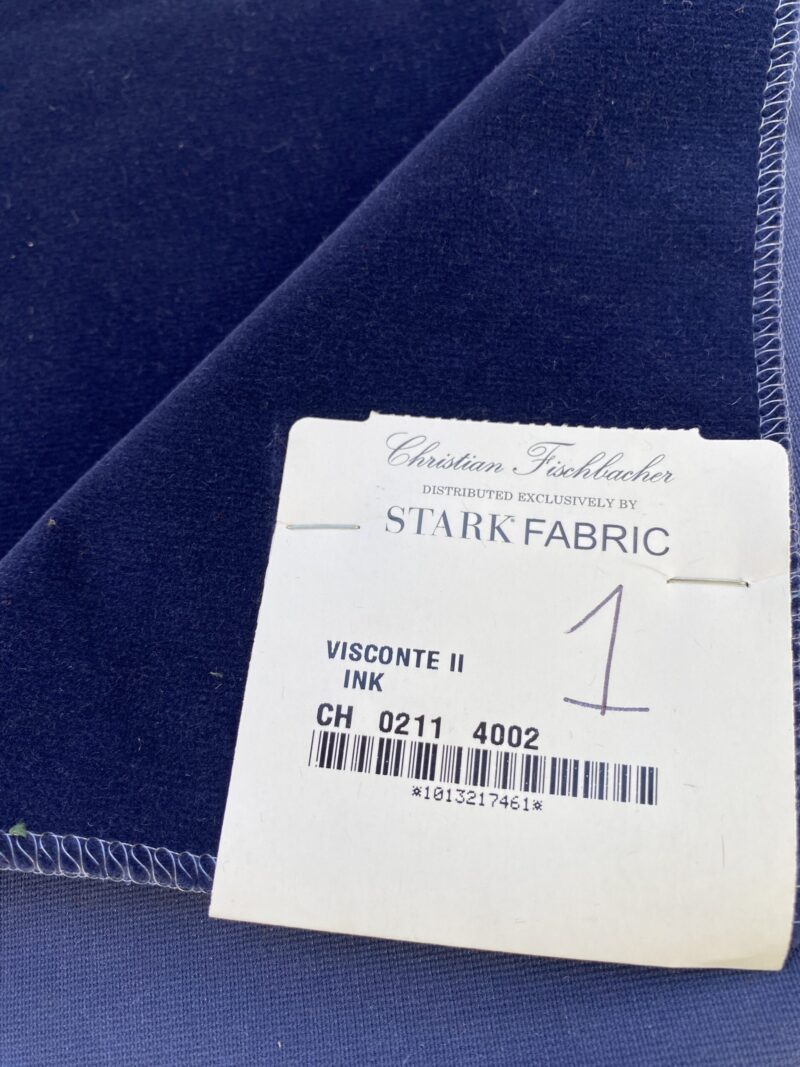 Christian Fischbacher
DISTRIBUTED EXCLUSIVELY BY
STARK® FABRIC
1
VISCONTE II
INK
CH 0211 4002
*1013217461*